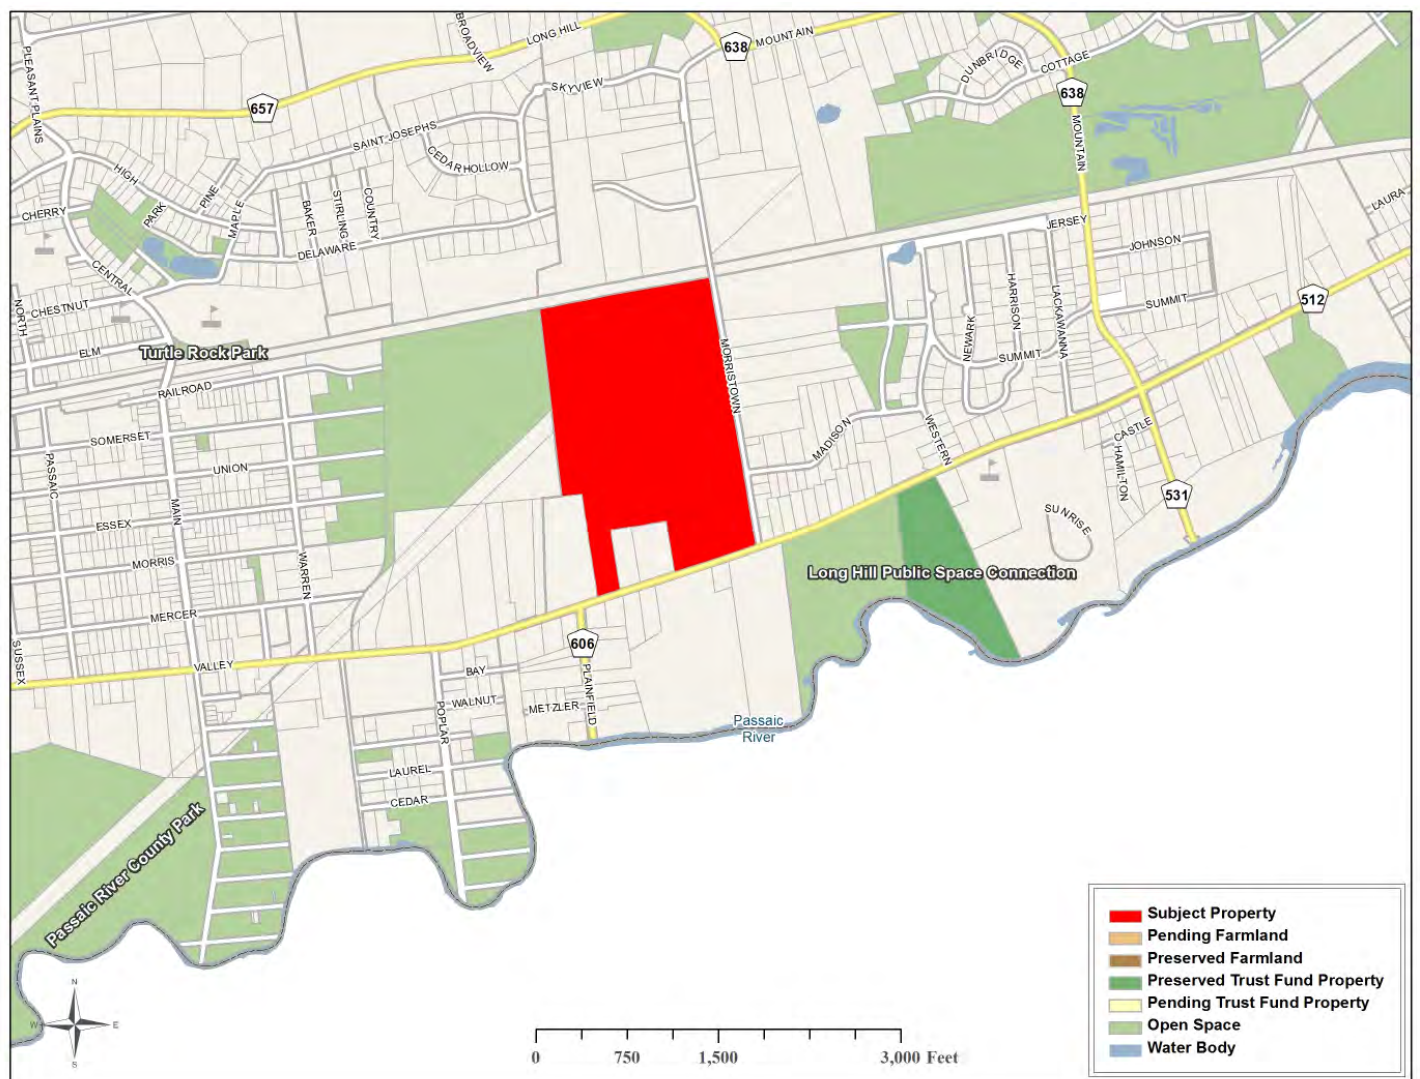 PLEASANT PLAINS
BROADVIEW
LONG HILL
638
MOUNTAIN
DUNBRIDGE
COTTAGE
657
SKYVIEW
638
SAINT JOSEPHS
CEDAR HOLLOW
MOUNTAIN
HIGH
PINE
PARK
MAPLE
BAKER
STIRLING
COUNTRY
CHERRY
LAURA
JERSEY
JOHNSON
DELAWARE
CENTRAL
CHESTNUT
NORTH
HARRISON
LACKAWANNA
SUMMIT
512
NEWARK
ELM
Turtle Rock Park
SUMMIT
MORRISTOWN
RAILROAD
SOMERSET
MADISON
WESTERN
CASTLE
HAMILTON
PASSAIC
UNION
MAIN
531
ESSEX
SUNRISE
MORRIS
WARREN
Long Hill Public Space Connection
MERCER
SUSSEX
606
VALLEY
BAY
PLAINFIELD
WALNUT
METZLER
POPLAR
Passaic
River
LAUREL
CEDAR
Passaic River County Park
Subject Property
Pending Farmland
Preserved Farmland
Preserved Trust Fund Property
Pending Trust Fund Property
Open Space
Water Body
N
W
E
S
0 750 1,500 3,000 Feet